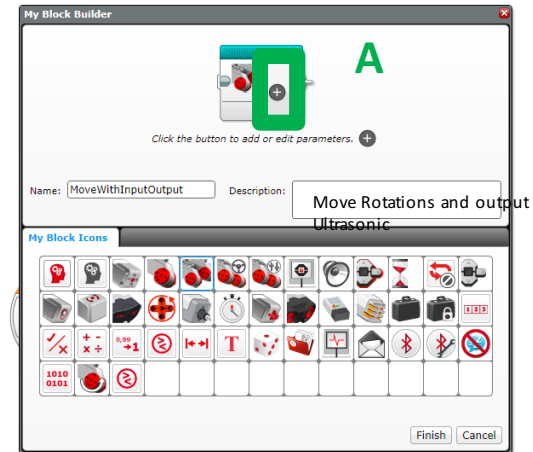 My Block Builder
A
Click the button to add or edit parameters.
Name: MoveWithInputOutput Description: Move Rotations and output
Ultrasonic
My Block Icons
1 2 3
0,99
→1
T
1010
0101
Finish Cancel